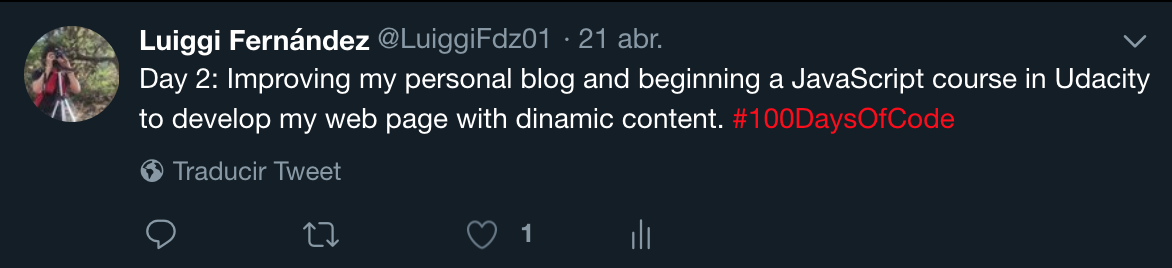 Luiggi Fernández @LuiggiFdz01 · 21 abr.
Day 2: Improving my personal blog and beginning a JavaScript course in Udacity
to develop my web page with dinamic content. #100DaysOfCode
Traducir Tweet
1